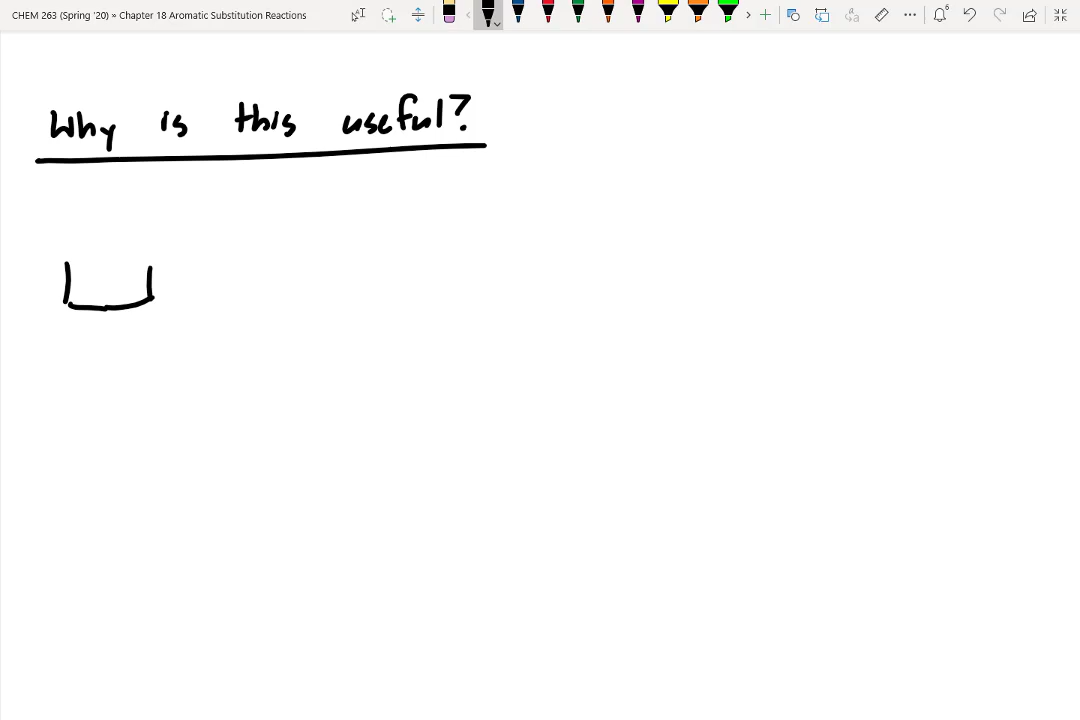 CHEM 263 (Spring '20) » Chapter 18 Aromatic Substitution Reactions
Why is this useful?